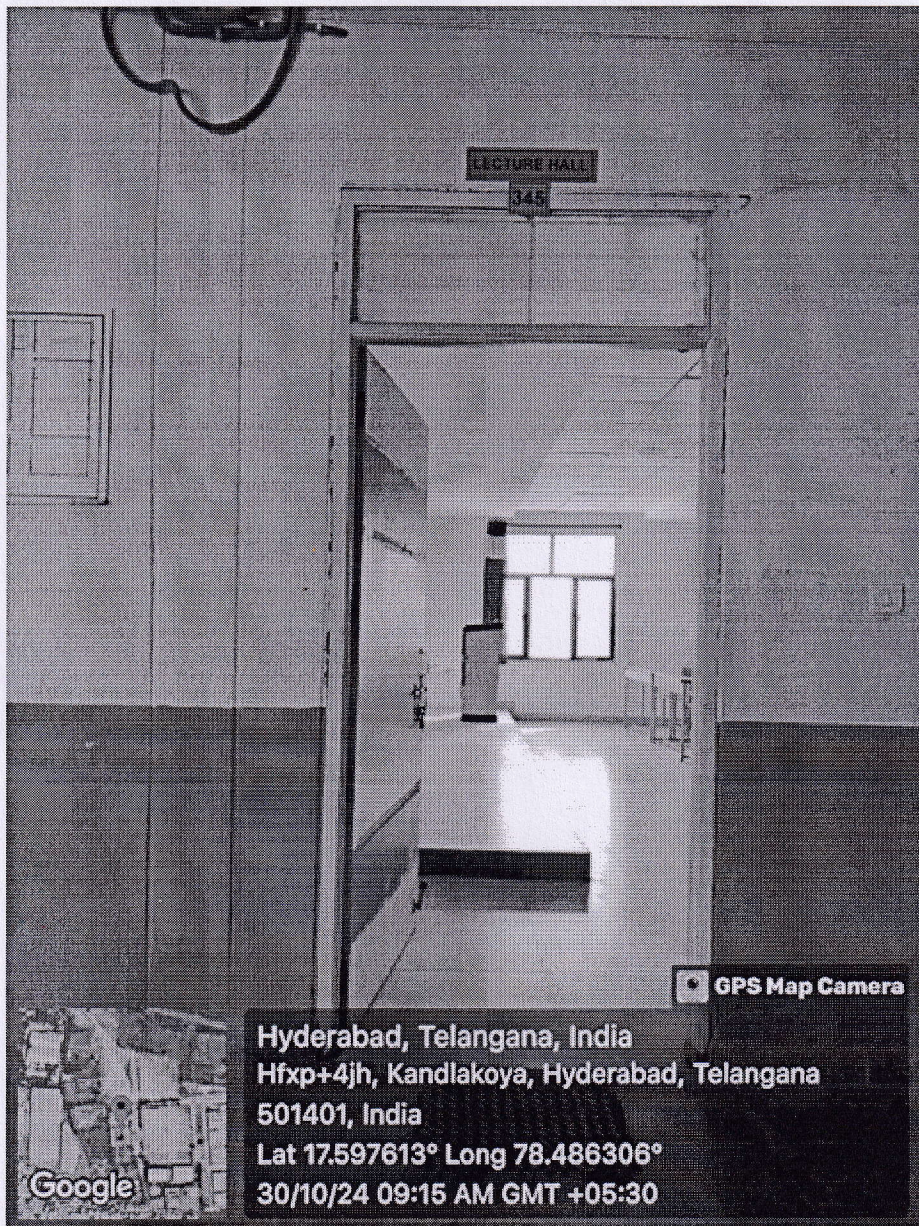 LECTURE HALL
345
GPS Map Camera
Hyderabad, Telangana, India
Hfxp+4jh, Kandlakoya, Hyderabad, Telangana
501401, India
Lat 17.597613° Long 78.486306°
30/10/24 09:15 AM GMT +05:30
Google